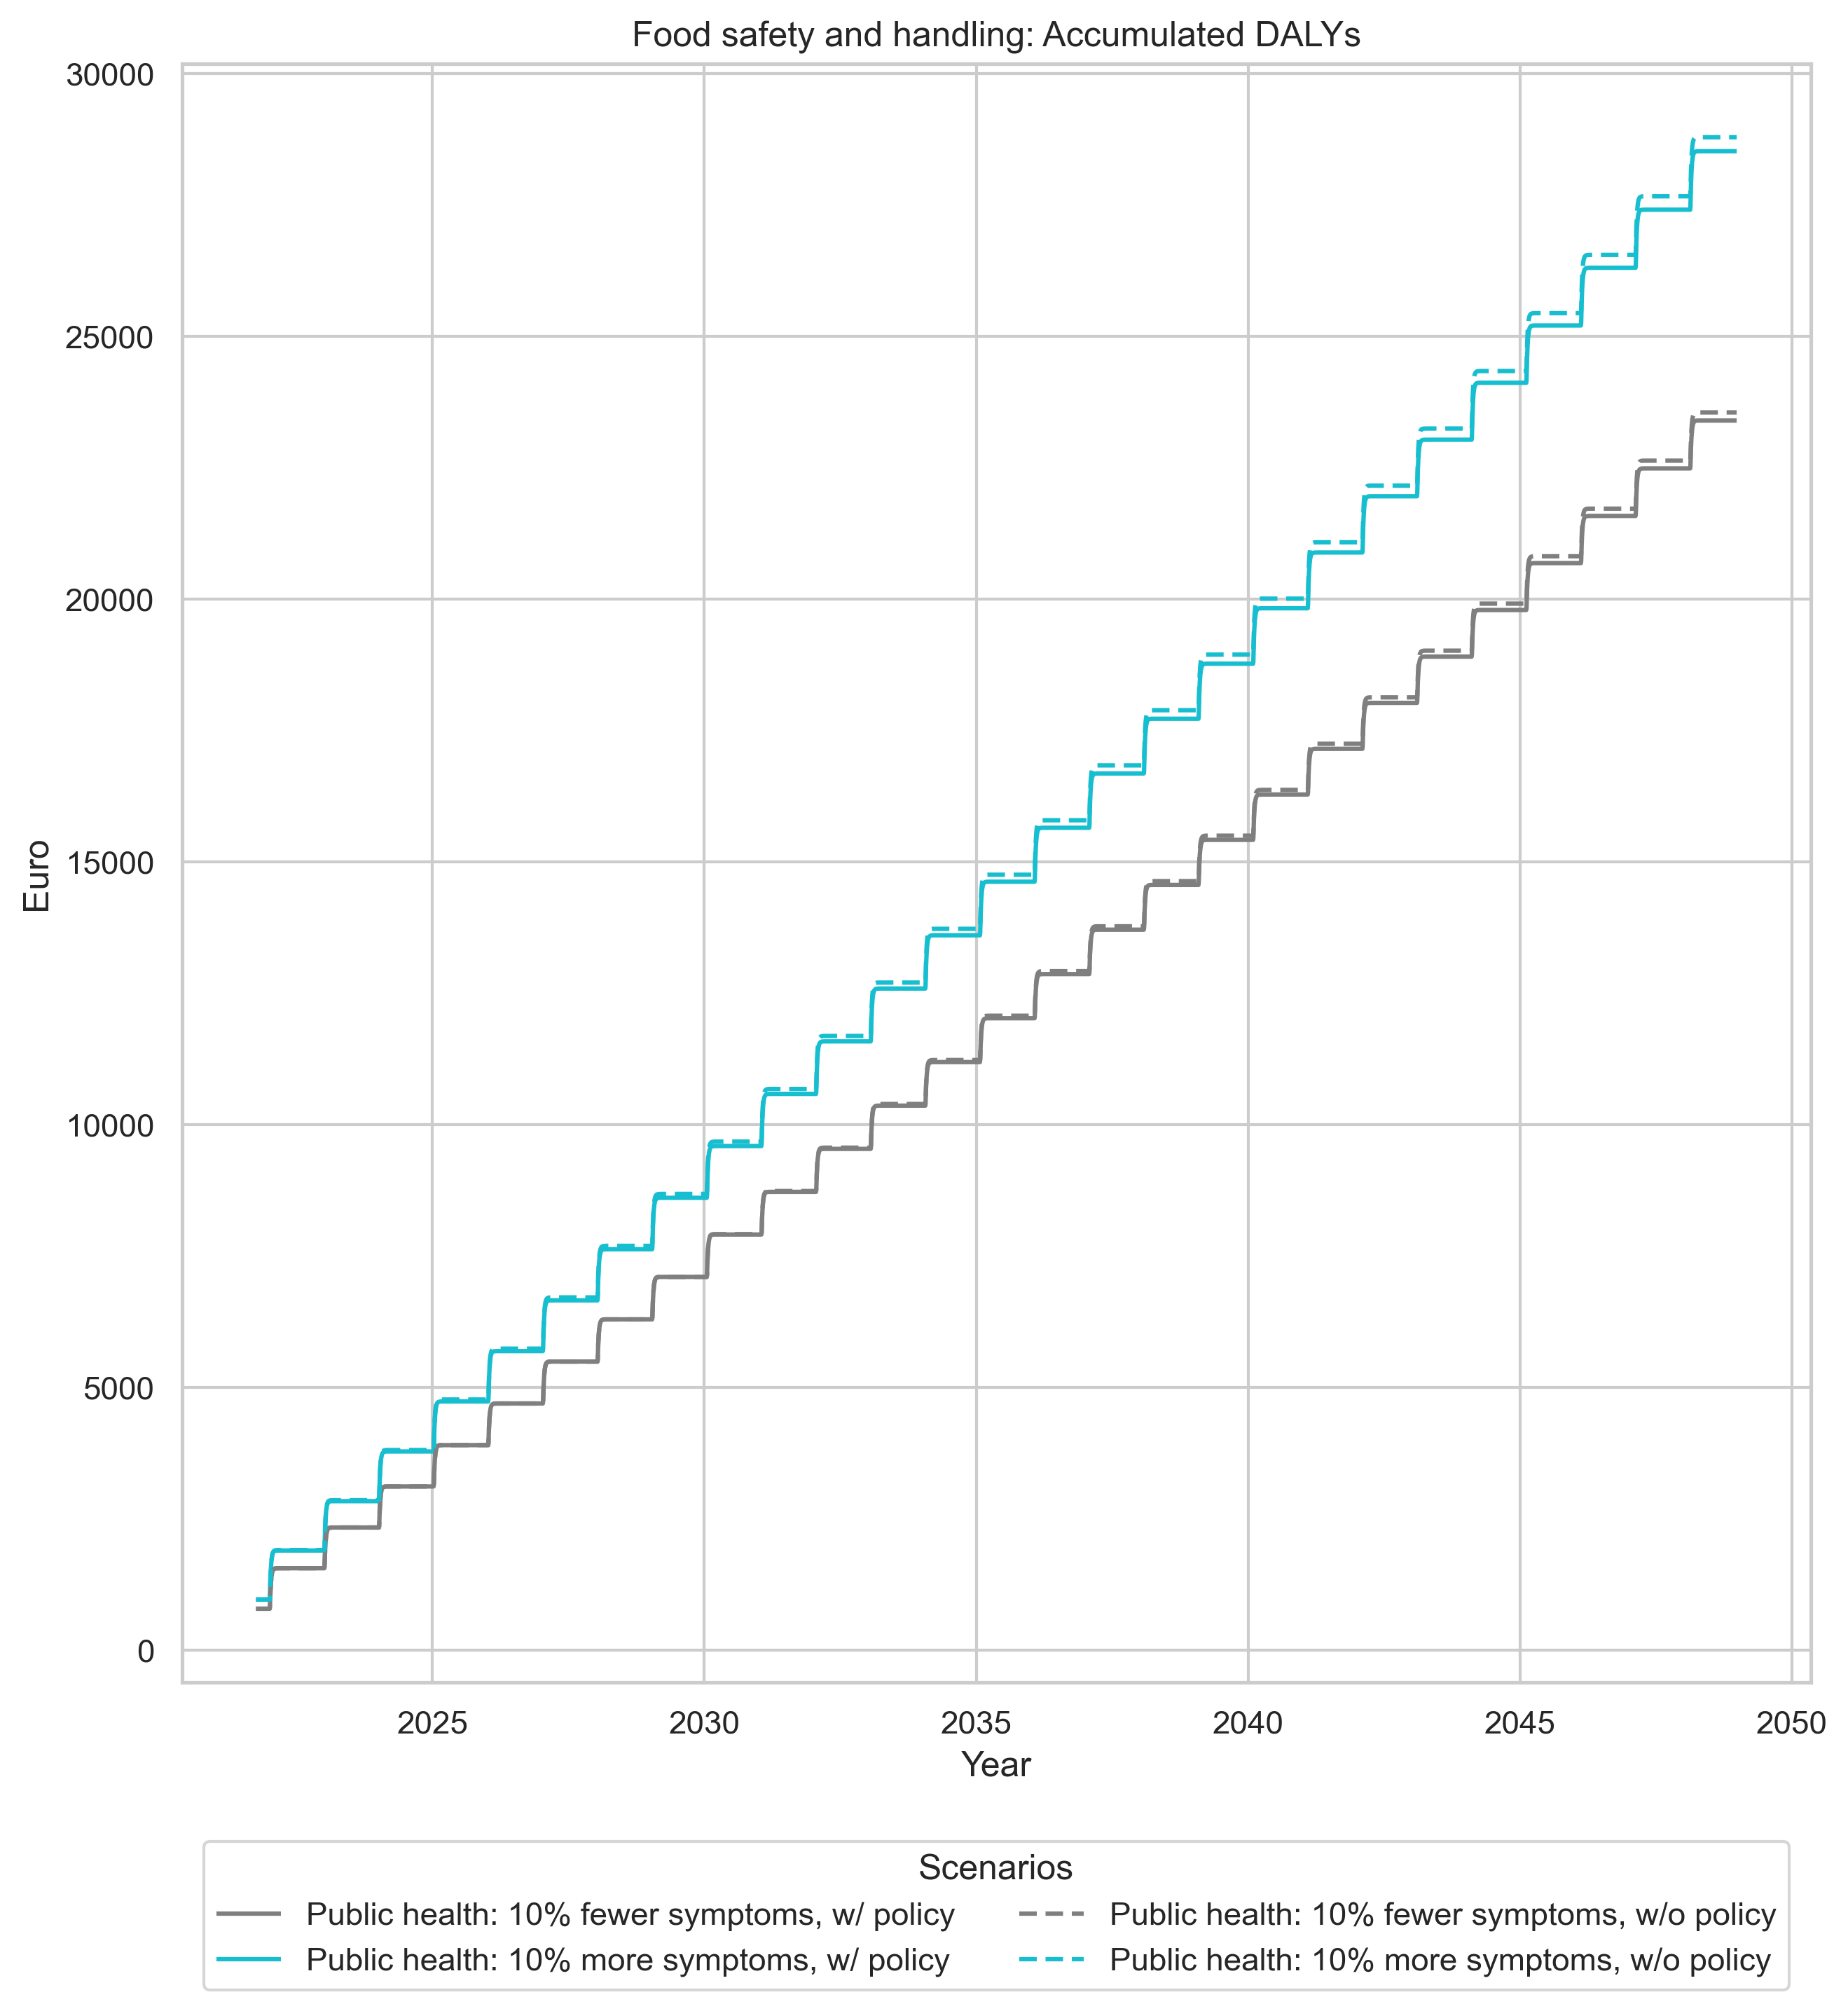 Food safety and handling: Accumulated DALYs
30000
25000
20000
15000
10000
5000
0
Euro
2025 2030 2035 2040 2045 2050
Year
Scenarios
Public health: 10% fewer symptoms, w/ policy
Public health: 10% more symptoms, w/ policy
Public health: 10% fewer symptoms, w/o policy
Public health: 10% more symptoms, w/o policy